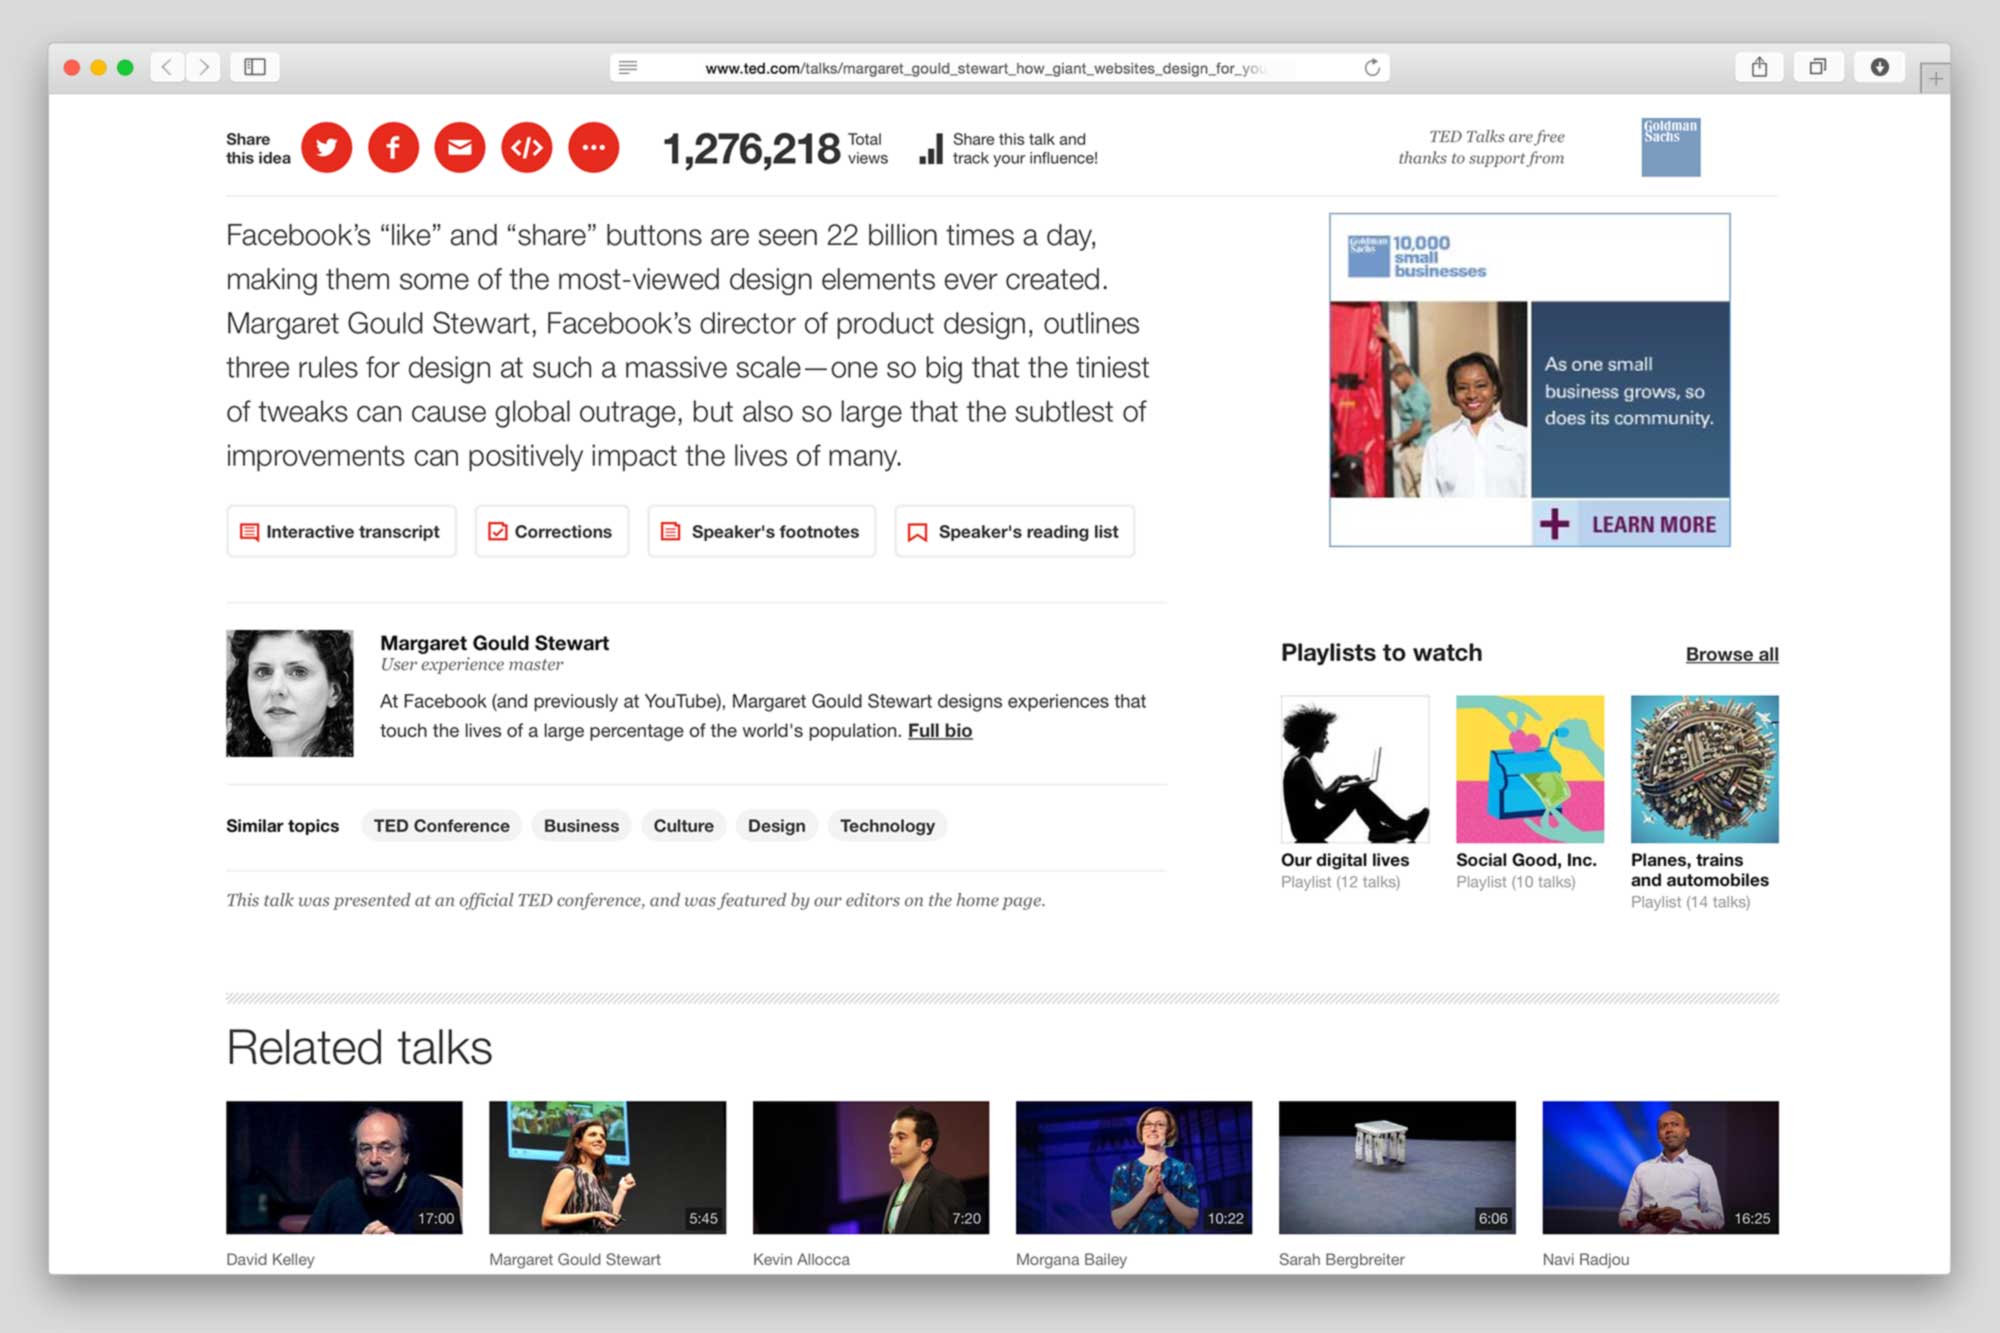 www.ted.com/talks/margaret_gould_stewart_how_giant_websites_design_for_you
Share
this idea
1,276,218
Total
views
Share this talk and
track your influence!
TED Talks are free
thanks to support from
Goldman
Sachs
Facebook’s “like” and “share” buttons are seen 22 billion times a day,
making them some of the most-viewed design elements ever created.
Margaret Gould Stewart, Facebook’s director of product design, outlines
three rules for design at such a massive scale—one so big that the tiniest
of tweaks can cause global outrage, but also so large that the subtlest of
improvements can positively impact the lives of many.
Interactive transcript
Corrections
Speaker's footnotes
Speaker's reading list
Goldman
Sachs
10,000
small
businesses
As one small
business grows, so
does its community.
LEARN MORE
Margaret Gould Stewart
User experience master
At Facebook (and previously at YouTube), Margaret Gould Stewart designs experiences that
touch the lives of a large percentage of the world's population. Full bio
Similar topics
TED Conference
Business
Culture
Design
Technology
This talk was presented at an official TED conference, and was featured by our editors on the home page.
Playlists to watch
Browse all
Our digital lives
Playlist (12 talks)
Social Good, Inc.
Playlist (10 talks)
Planes, trains
and automobiles
Playlist (14 talks)
Related talks
17:00
5:45
7:20
10:22
6:06
16:25
David Kelley
Margaret Gould Stewart
Kevin Allocca
Morgana Bailey
Sarah Bergbreiter
Navi Radjou